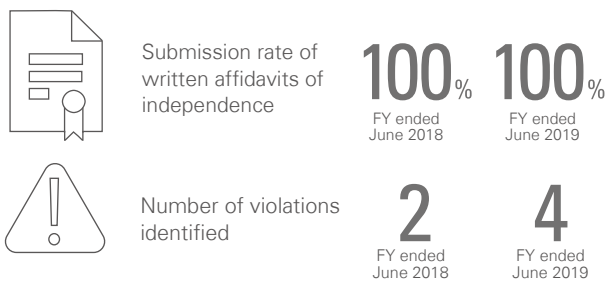 Submission rate of
written affidavits of
independence
100% 100%
FY ended FY ended
June 2018 June 2019
Number of violations
identified
2 4
FY ended FY ended
June 2018 June 2019